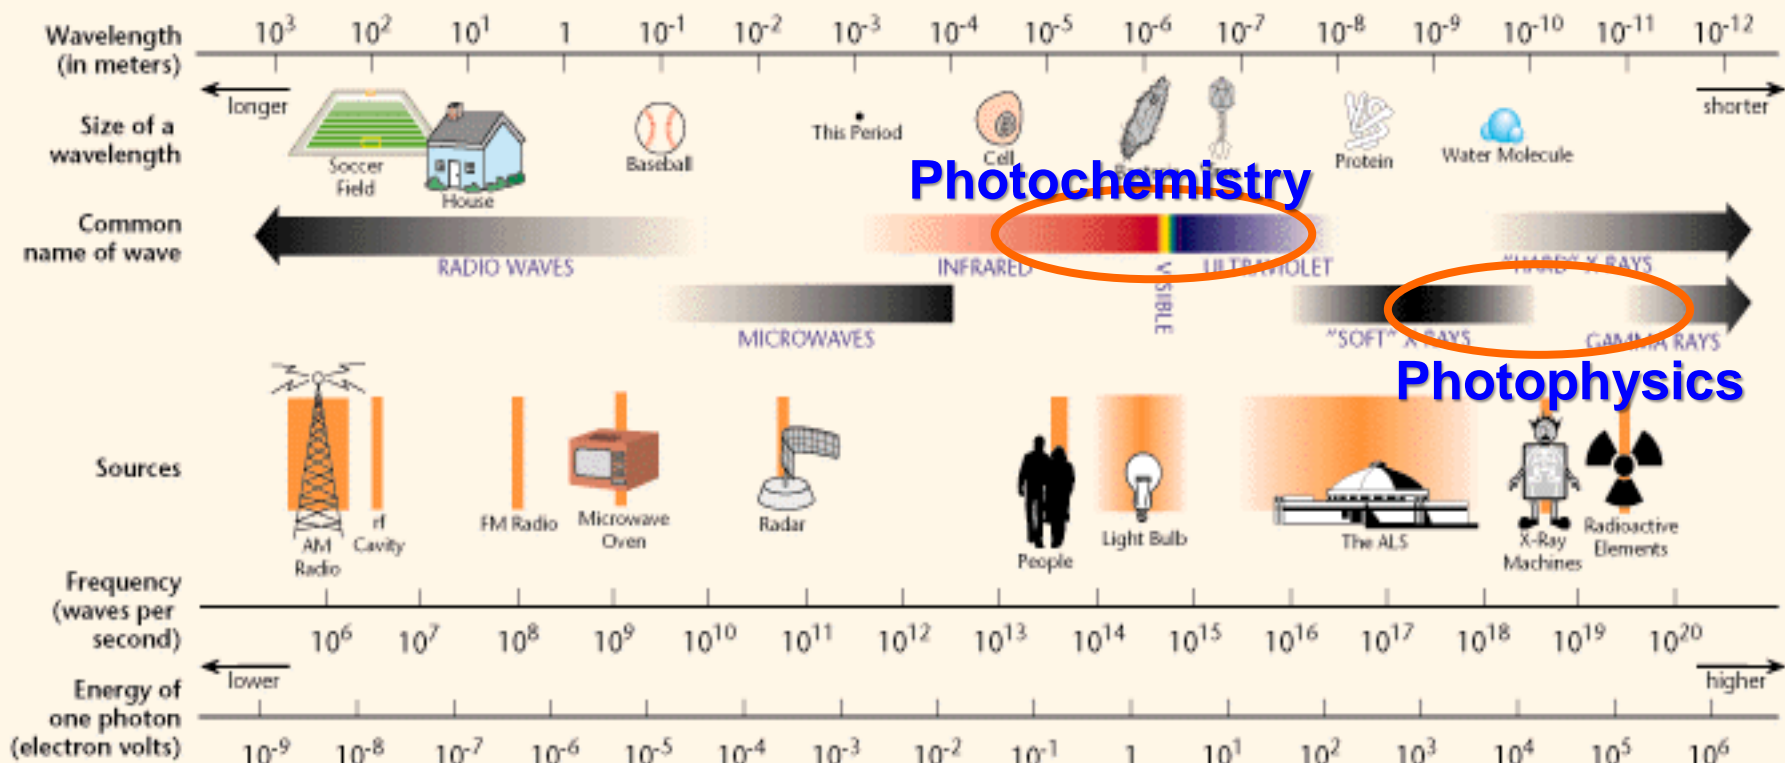 Wavelength (in meters)
10³ 10² 10¹ 1 10⁻¹ 10⁻² 10⁻³ 10⁻⁴ 10⁻⁵ 10⁻⁶ 10⁻⁷ 10⁻⁸ 10⁻⁹ 10⁻¹⁰ 10⁻¹¹ 10⁻¹²
longer
shorter
Size of a wavelength
Soccer Field
House
Baseball
This Period
Cell
Protein
Water Molecule
Photochemistry
Common name of wave
RADIO WAVES
INFRARED
VISIBLE
ULTRAVIOLET
"HARD" X-RAYS
MICROWAVES
"SOFT" X-RAYS
GAMMA RAYS
Photophysics
Sources
AM Radio
rf Cavity
FM Radio
Microwave Oven
Radar
People
Light Bulb
The ALS
X-Ray Machines
Radioactive Elements
Frequency (waves per second)
10⁶ 10⁷ 10⁸ 10⁹ 10¹⁰ 10¹¹ 10¹² 10¹³ 10¹⁴ 10¹⁵ 10¹⁶ 10¹⁷ 10¹⁸ 10¹⁹ 10²⁰
lower
higher
Energy of one photon (electron volts)
10⁻⁹ 10⁻⁸ 10⁻⁷ 10⁻⁶ 10⁻⁵ 10⁻⁴ 10⁻³ 10⁻² 10⁻¹ 1 10¹ 10² 10³ 10⁴ 10⁵ 10⁶